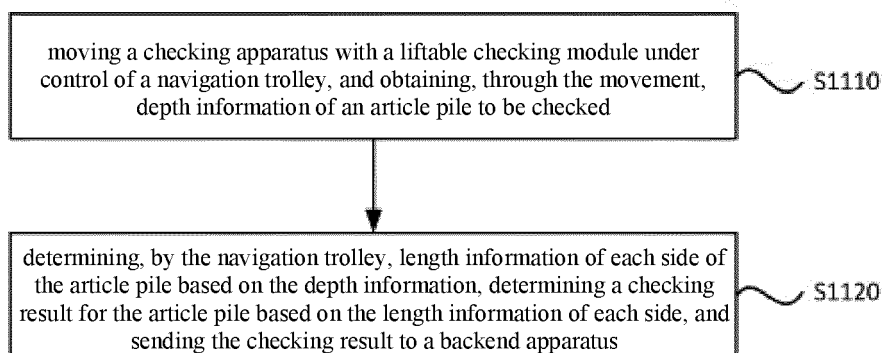 moving a checking apparatus with a liftable checking module under
control of a navigation trolley, and obtaining, through the movement,
depth information of an article pile to be checked
S1110
determining, by the navigation trolley, length information of each side of
the article pile based on the depth information, determining a checking
result for the article pile based on the length information of each side, and
sending the checking result to a backend apparatus
S1120